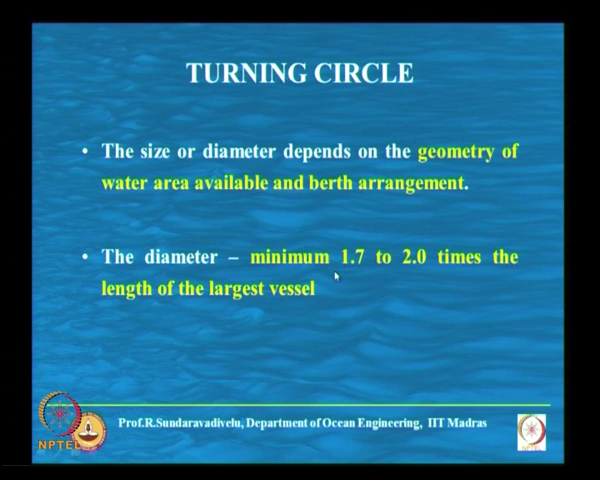 TURNING CIRCLE
• The size or diameter depends on the geometry of
water area available and berth arrangement.
• The diameter – minimum 1.7 to 2.0 times the
length of the largest vessel
Prof.R.Sundaravadivelu, Department of Ocean Engineering, IIT Madras
NPTEL
NPTEL